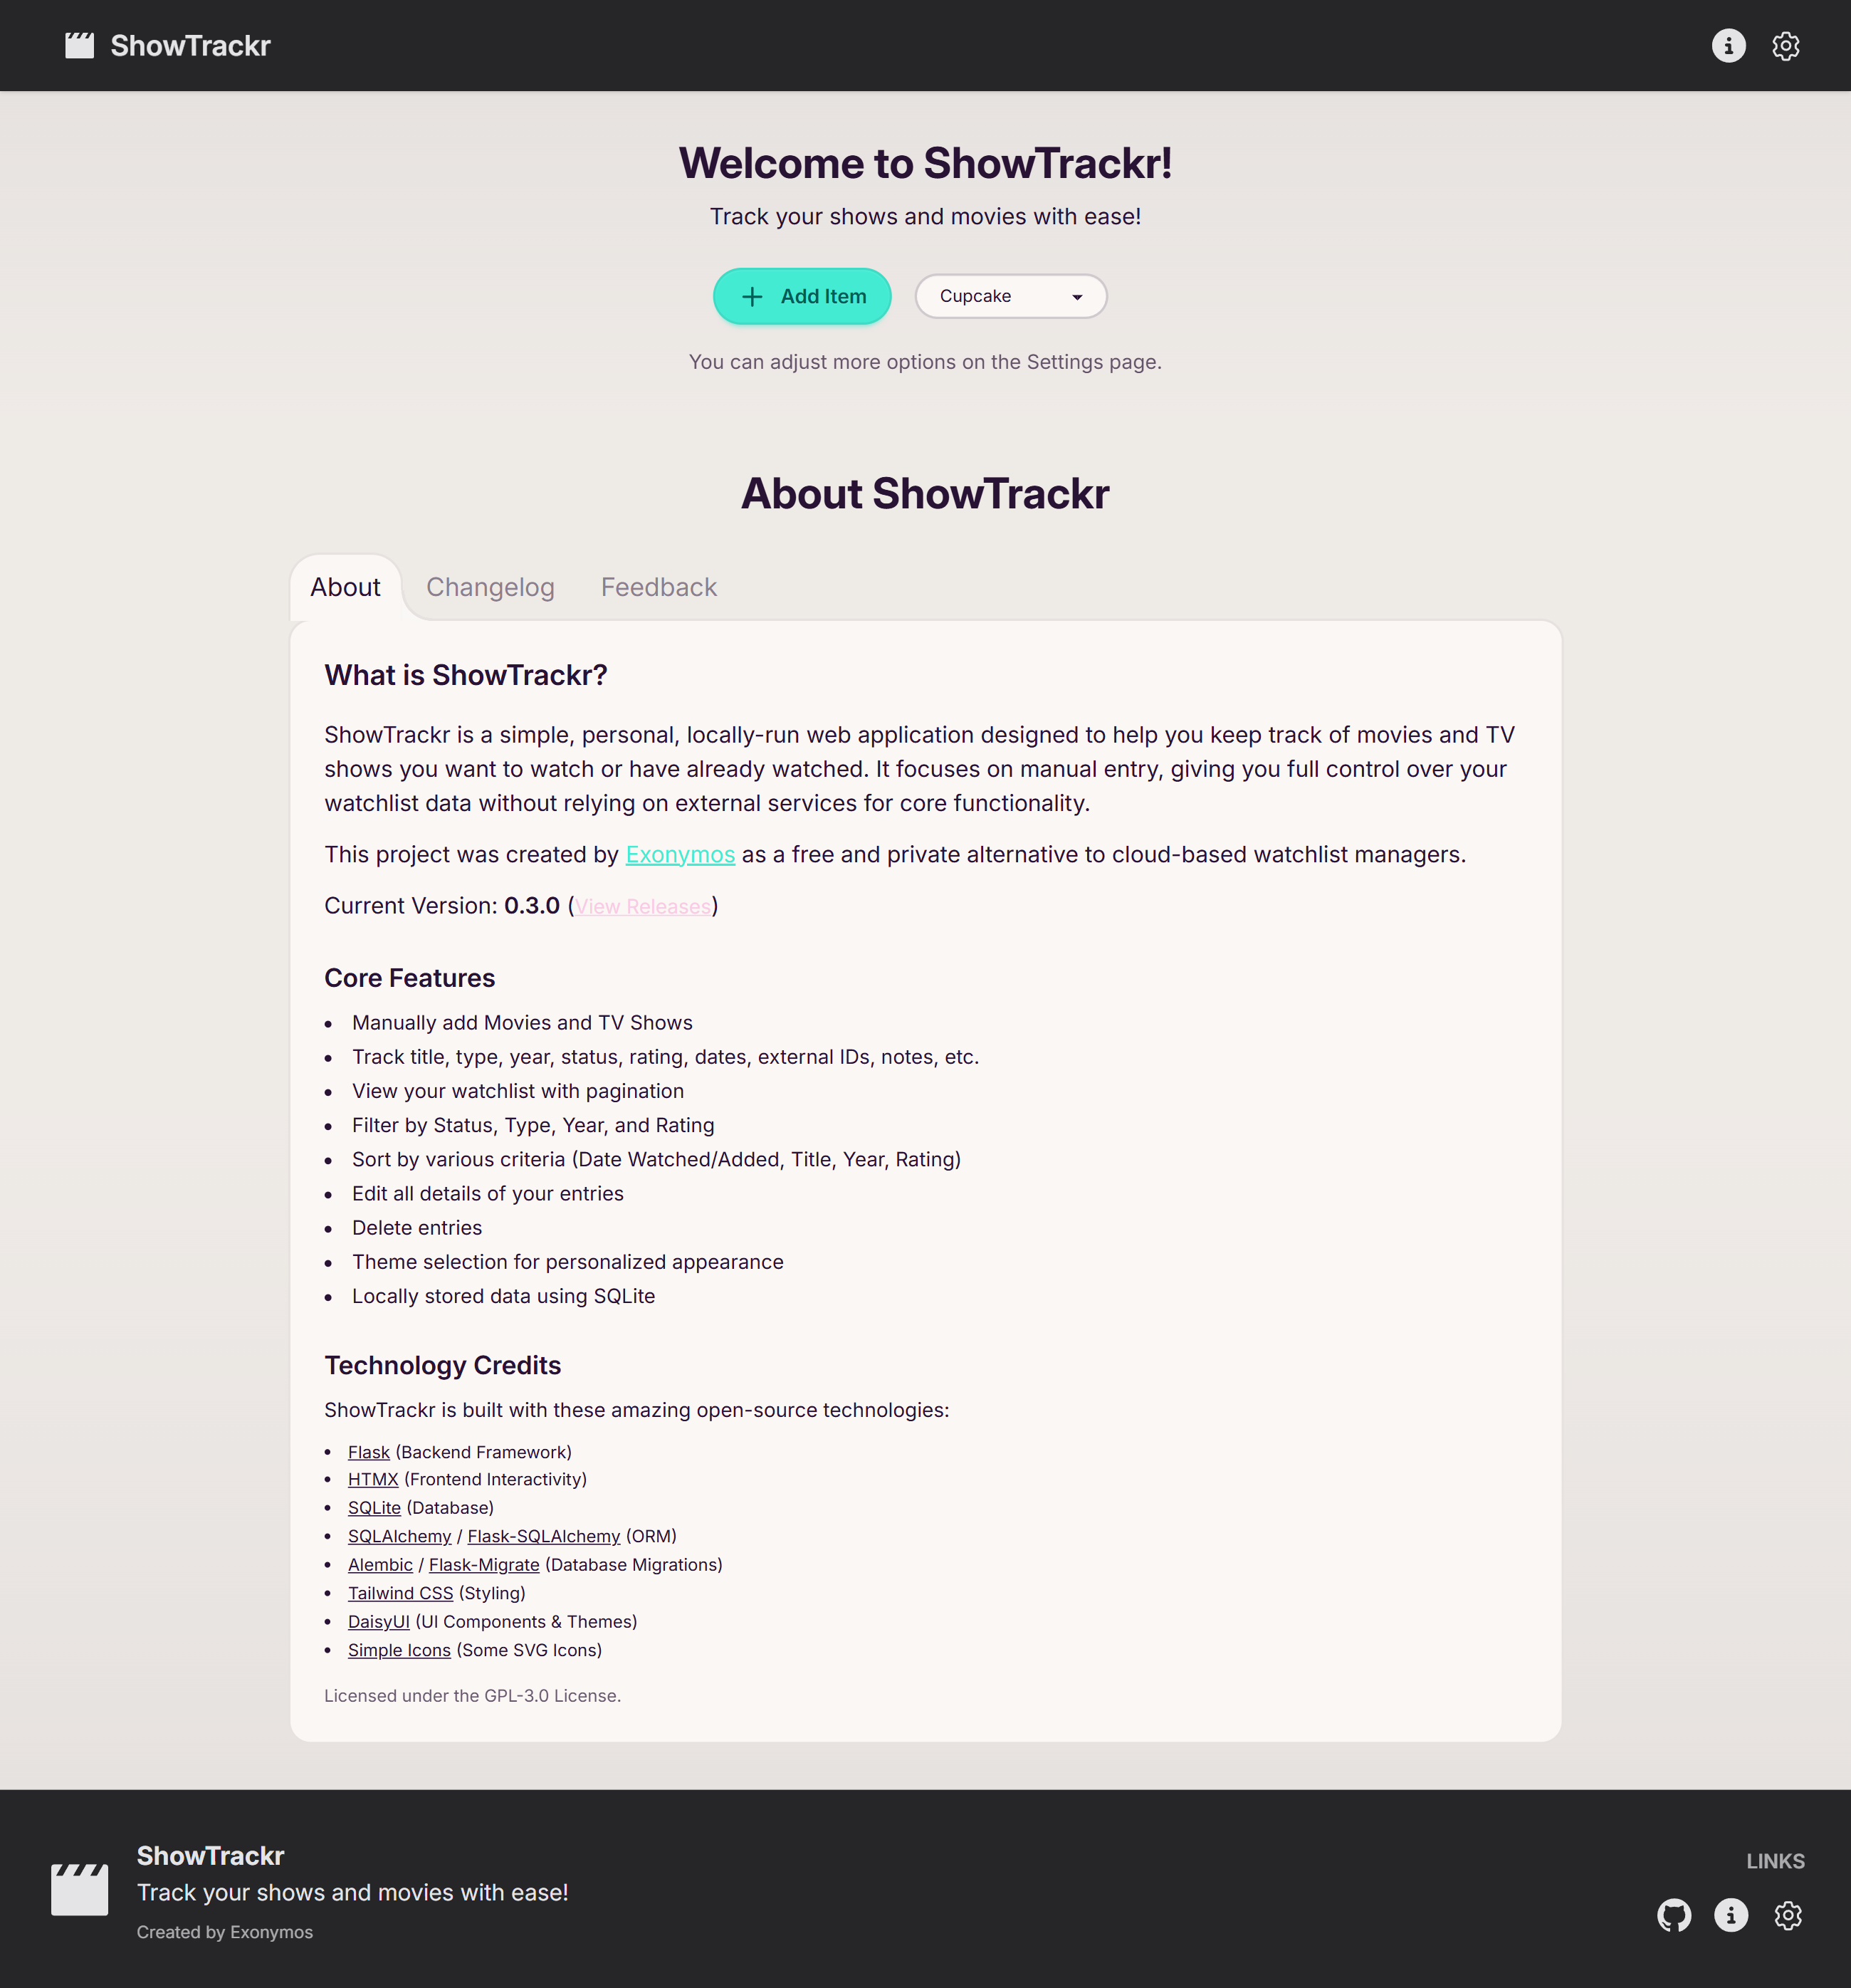 ShowTrackr
Welcome to ShowTrackr!
Track your shows and movies with ease!
Add Item
Cupcake
You can adjust more options on the Settings page.
About ShowTrackr
About
Changelog
Feedback
What is ShowTrackr?
ShowTrackr is a simple, personal, locally-run web application designed to help you keep track of movies and TV
shows you want to watch or have already watched. It focuses on manual entry, giving you full control over your
watchlist data without relying on external services for core functionality.
This project was created by Exonymos as a free and private alternative to cloud-based watchlist managers.
Current Version: 0.3.0 (View Releases)
Core Features
• Manually add Movies and TV Shows
• Track title, type, year, status, rating, dates, external IDs, notes, etc.
• View your watchlist with pagination
• Filter by Status, Type, Year, and Rating
• Sort by various criteria (Date Watched/Added, Title, Year, Rating)
• Edit all details of your entries
• Delete entries
• Theme selection for personalized appearance
• Locally stored data using SQLite
Technology Credits
ShowTrackr is built with these amazing open-source technologies:
• Flask (Backend Framework)
• HTMX (Frontend Interactivity)
• SQLite (Database)
• SQLAlchemy / Flask-SQLAlchemy (ORM)
• Alembic / Flask-Migrate (Database Migrations)
• Tailwind CSS (Styling)
• DaisyUI (UI Components & Themes)
• Simple Icons (Some SVG Icons)
Licensed under the GPL-3.0 License.
ShowTrackr
Track your shows and movies with ease!
Created by Exonymos
LINKS